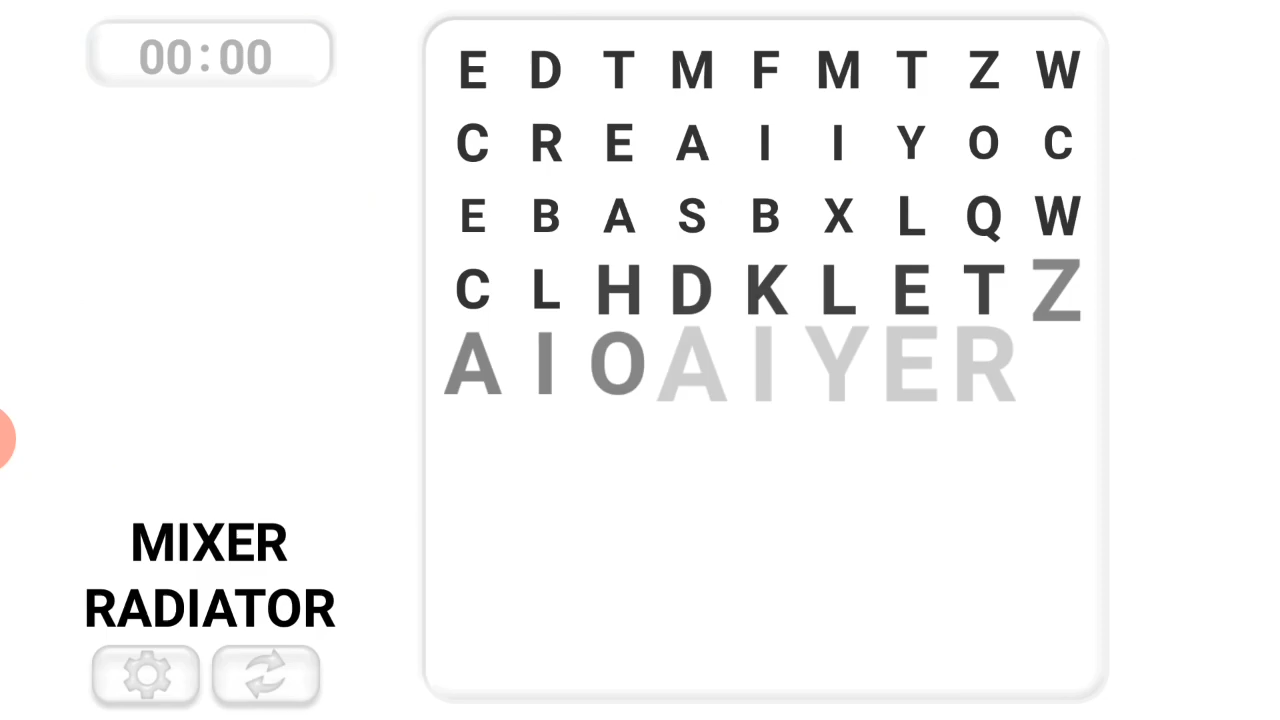 00:00
E D T M F M T Z W
C R E A I I Y O C
E B A S B X L Q W
C L H D K L E T Z
A I O A I Y E R
MIXER
RADIATOR